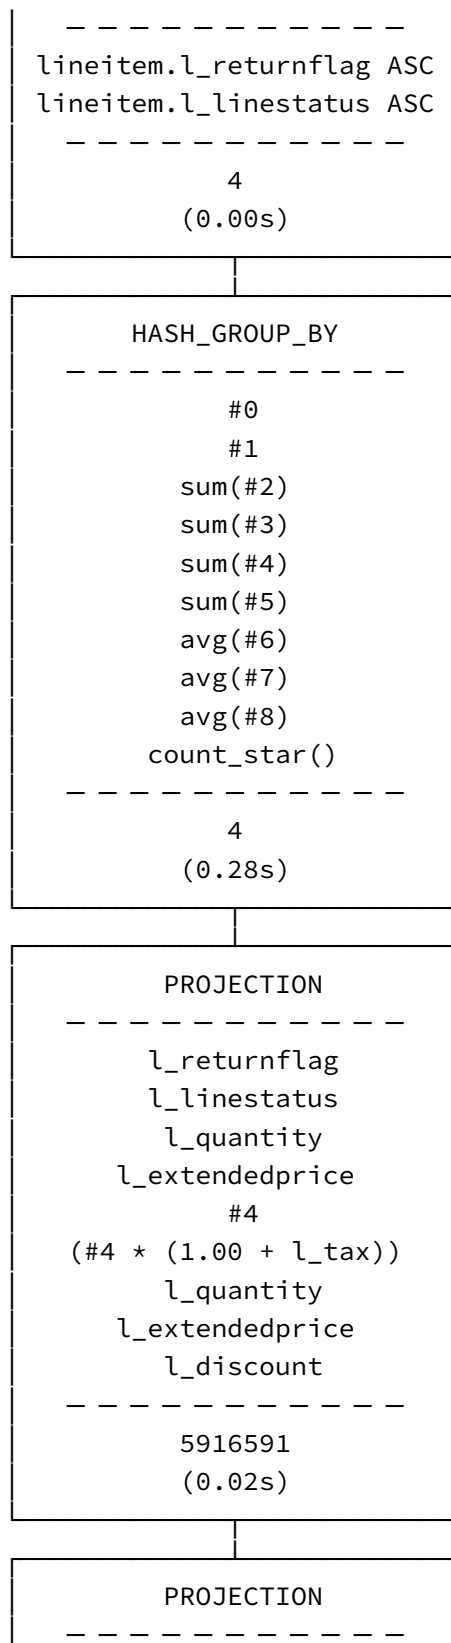 lineitem.l_returnflag ASC
lineitem.l_linestatus ASC
4
(0.00s)
HASH_GROUP_BY
#0
#1
sum(#2)
sum(#3)
sum(#4)
sum(#5)
avg(#6)
avg(#7)
avg(#8)
count_star()
4
(0.28s)
PROJECTION
l_returnflag
l_linestatus
l_quantity
l_extendedprice
#4
(#4 * (1.00 + l_tax))
l_quantity
l_extendedprice
l_discount
5916591
(0.02s)
PROJECTION